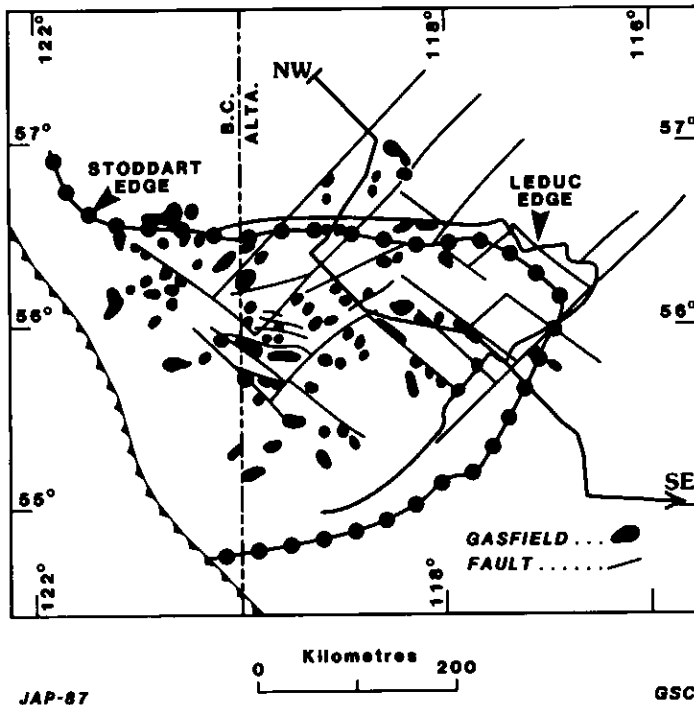 122° 118° 116°
NW
B.C.
ALTA.
57° 57°
STODDART
EDGE
LEDUC
EDGE
56° 56°
55°
SE
GASFIELD ...
FAULT ......
122° 118°
Kilometres
0 200
JAP-87 GSC